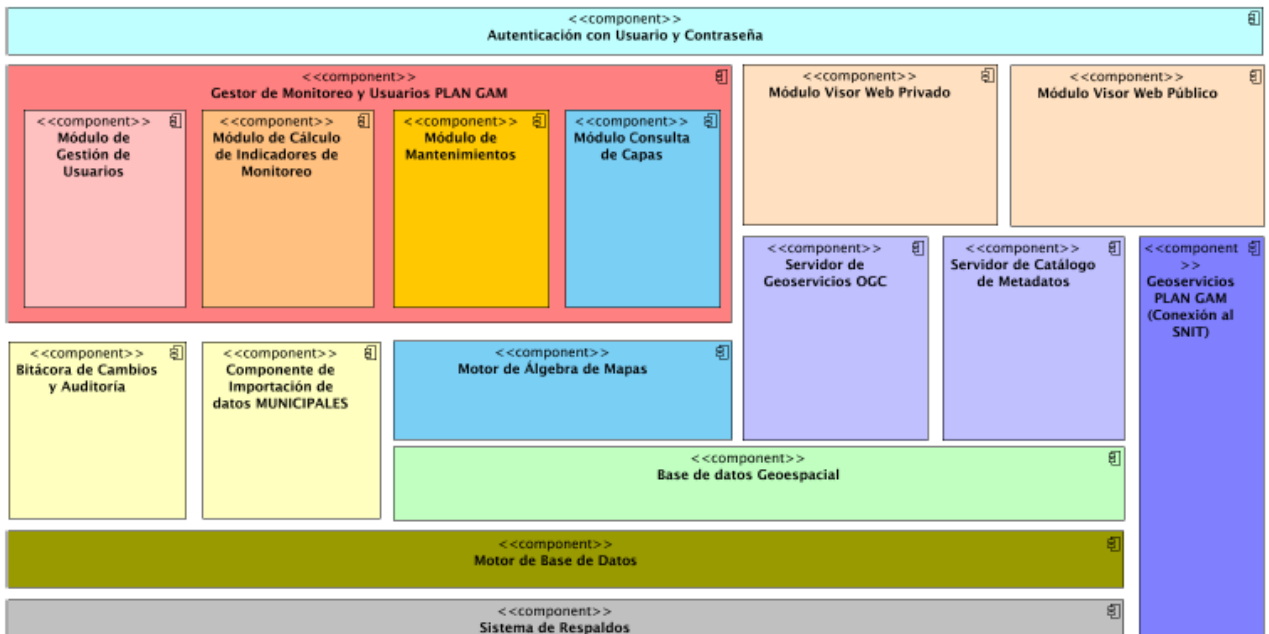 <<component>>
Autenticación con Usuario y Contraseña
<<component>>
Gestor de Monitoreo y Usuarios PLAN GAM
<<component>>
Módulo de
Gestión de
Usuarios
<<component>>
Módulo de Cálculo
de Indicadores de
Monitoreo
<<component>>
Módulo de
Mantenimientos
<<component>>
Módulo Consulta
de Capas
<<component>>
Módulo Visor Web Privado
<<component>>
Módulo Visor Web Público
<<component>>
Servidor de
Geoservicios OGC
<<component>>
Servidor de Catálogo
de Metadatos
<<component
>>
Geoservicios
PLAN GAM
(Conexión al
SNIT)
<<component>>
Bitácora de Cambios
y Auditoría
<<component>>
Componente de
Importación de
datos MUNICIPALES
<<component>>
Motor de Álgebra de Mapas
<<component>>
Base de datos Geoespacial
<<component>>
Motor de Base de Datos
<<component>>
Sistema de Respaldos